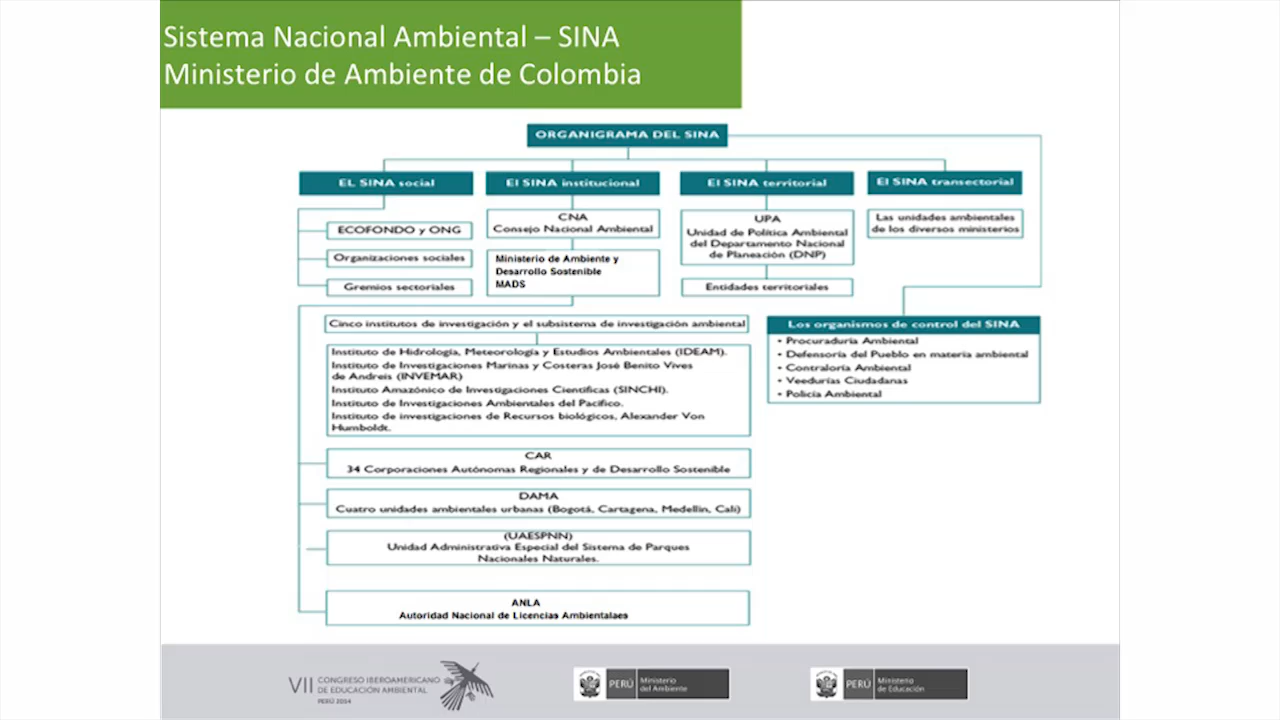 Sistema Nacional Ambiental – SINA
Ministerio de Ambiente de Colombia
ORGANIGRAMA DEL SINA
EL SINA social
El SINA institucional
El SINA territorial
El SINA transectorial
ECOFONDO y ONG
Organizaciones sociales
Gremios sectoriales
CNA
Consejo Nacional Ambiental
Ministerio de Ambiente y
Desarrollo Sostenible
MADS
UPA
Unidad de Política Ambiental
del Departamento Nacional
de Planeación (DNP)
Entidades territoriales
Las unidades ambientales
de los diversos ministerios
Cinco institutos de investigación y el subsistema de investigación ambiental
Instituto de Hidrología, Meteorología y Estudios Ambientales (IDEAM).
Instituto de Investigaciones Marinas y Costeras José Benito Vives
de Andreis (INVEMAR)
Instituto Amazónico de Investigaciones Científicas (SINCHI).
Instituto de Investigaciones Ambientales del Pacífico.
Instituto de investigaciones de Recursos biológicos, Alexander Von
Humboldt.
Los organismos de control del SINA
• Procuraduría Ambiental
• Defensoría del Pueblo en materia ambiental
• Contraloría Ambiental
• Veedurías Ciudadanas
• Policía Ambiental
CAR
34 Corporaciones Autónomas Regionales y de Desarrollo Sostenible
DAMA
Cuatro unidades ambientales urbanas (Bogotá, Cartagena, Medellín, Cali)
(UAESPNN)
Unidad Administrativa Especial del Sistema de Parques
Nacionales Naturales.
ANLA
Autoridad Nacional de Licencias Ambientalaes
VII CONGRESO IBEROAMERICANO
DE EDUCACIÓN AMBIENTAL
PERÚ 2014
PERÚ Ministerio
del Ambiente
PERÚ Ministerio
de Educación